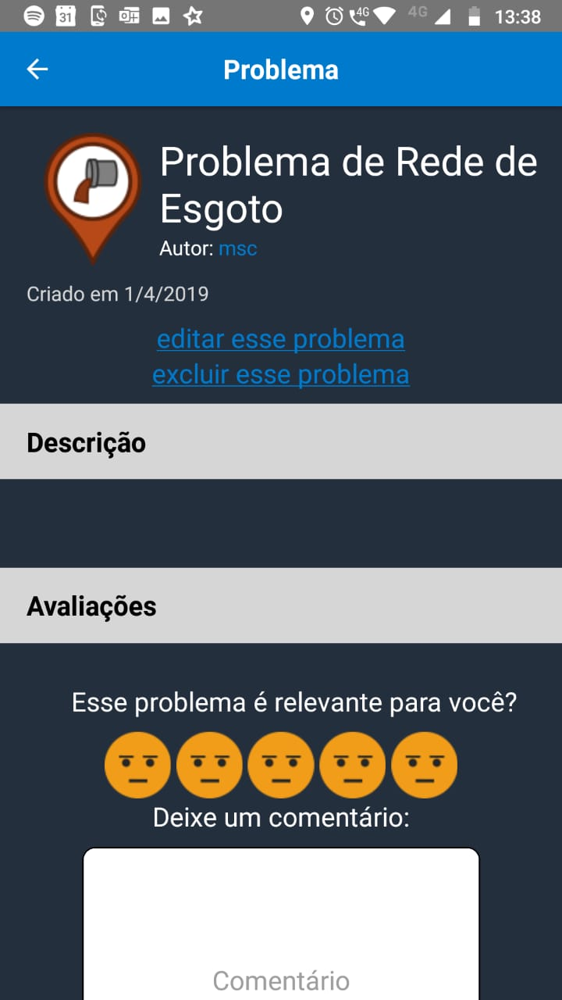 31
4G
4G
13:38
Problema
Problema de Rede de
Esgoto
Autor: msc
Criado em 1/4/2019
editar esse problema
excluir esse problema
Descrição
Avaliações
Esse problema é relevante para você?
Deixe um comentário:
Comentário